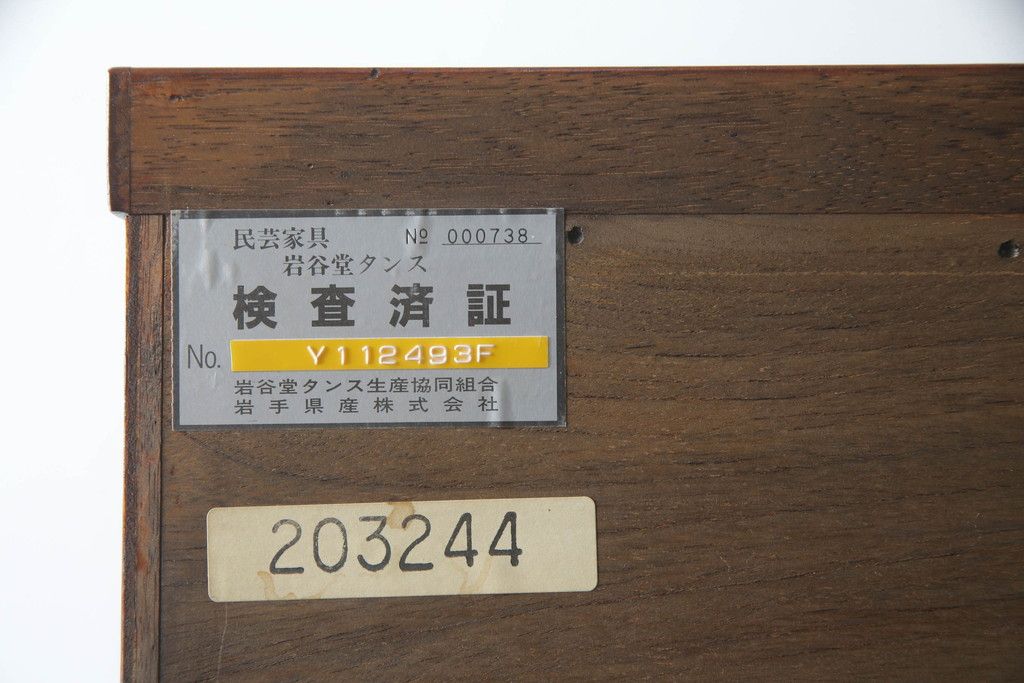 民芸家具 № 000738
岩谷堂タンス
検査済証
No. Y112493F
岩谷堂タンス生産協同組合
岩手県産株式会社
203244